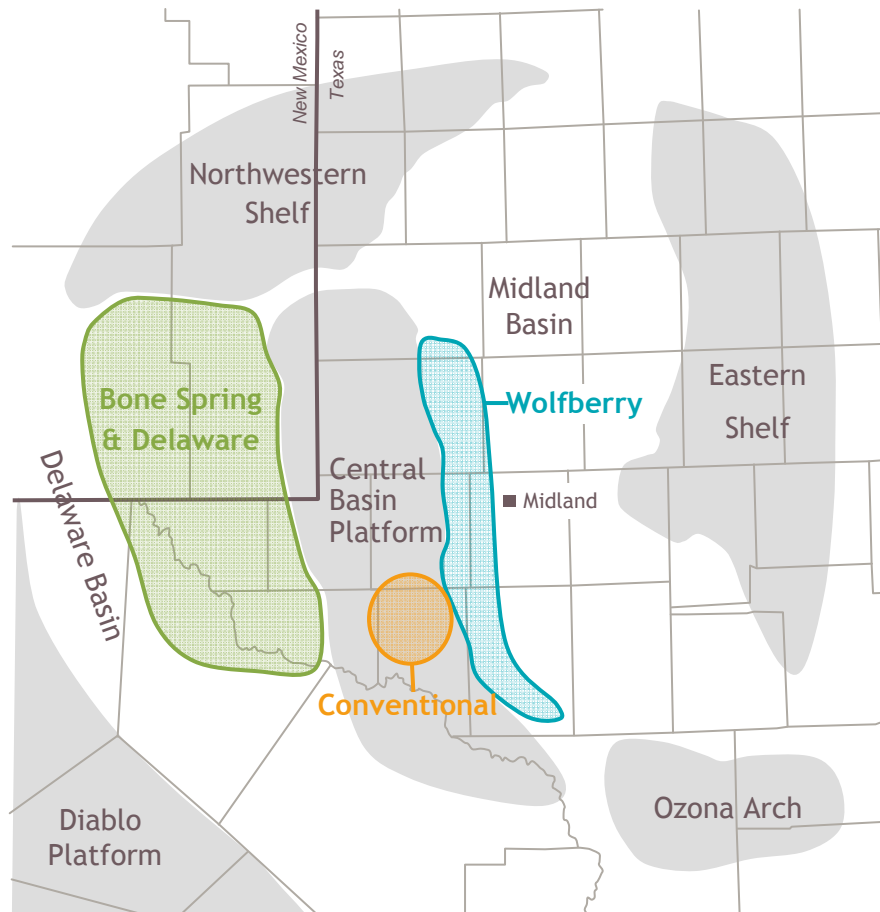 New Mexico
Texas
Northwestern
Shelf
Midland
Basin
Eastern
Shelf
Bone Spring
& Delaware
Wolfberry
Delaware Basin
Central
Basin
Platform
Midland
Conventional
Diablo
Platform
Ozona Arch